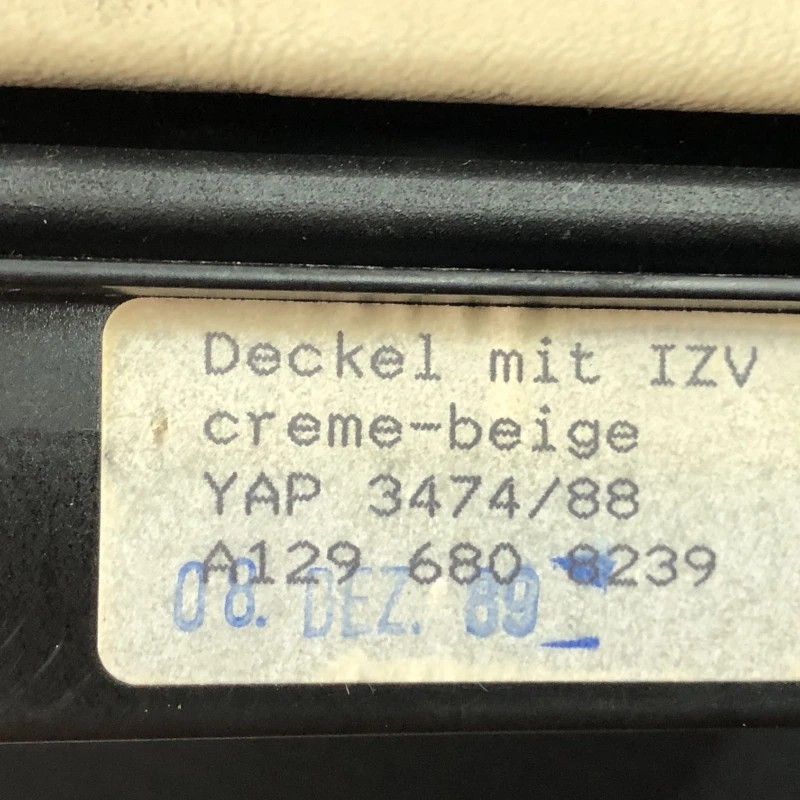 Deckel mit IZV
creme-beige
YAP 3474/88
A129 680 8239
08. DEZ. 89